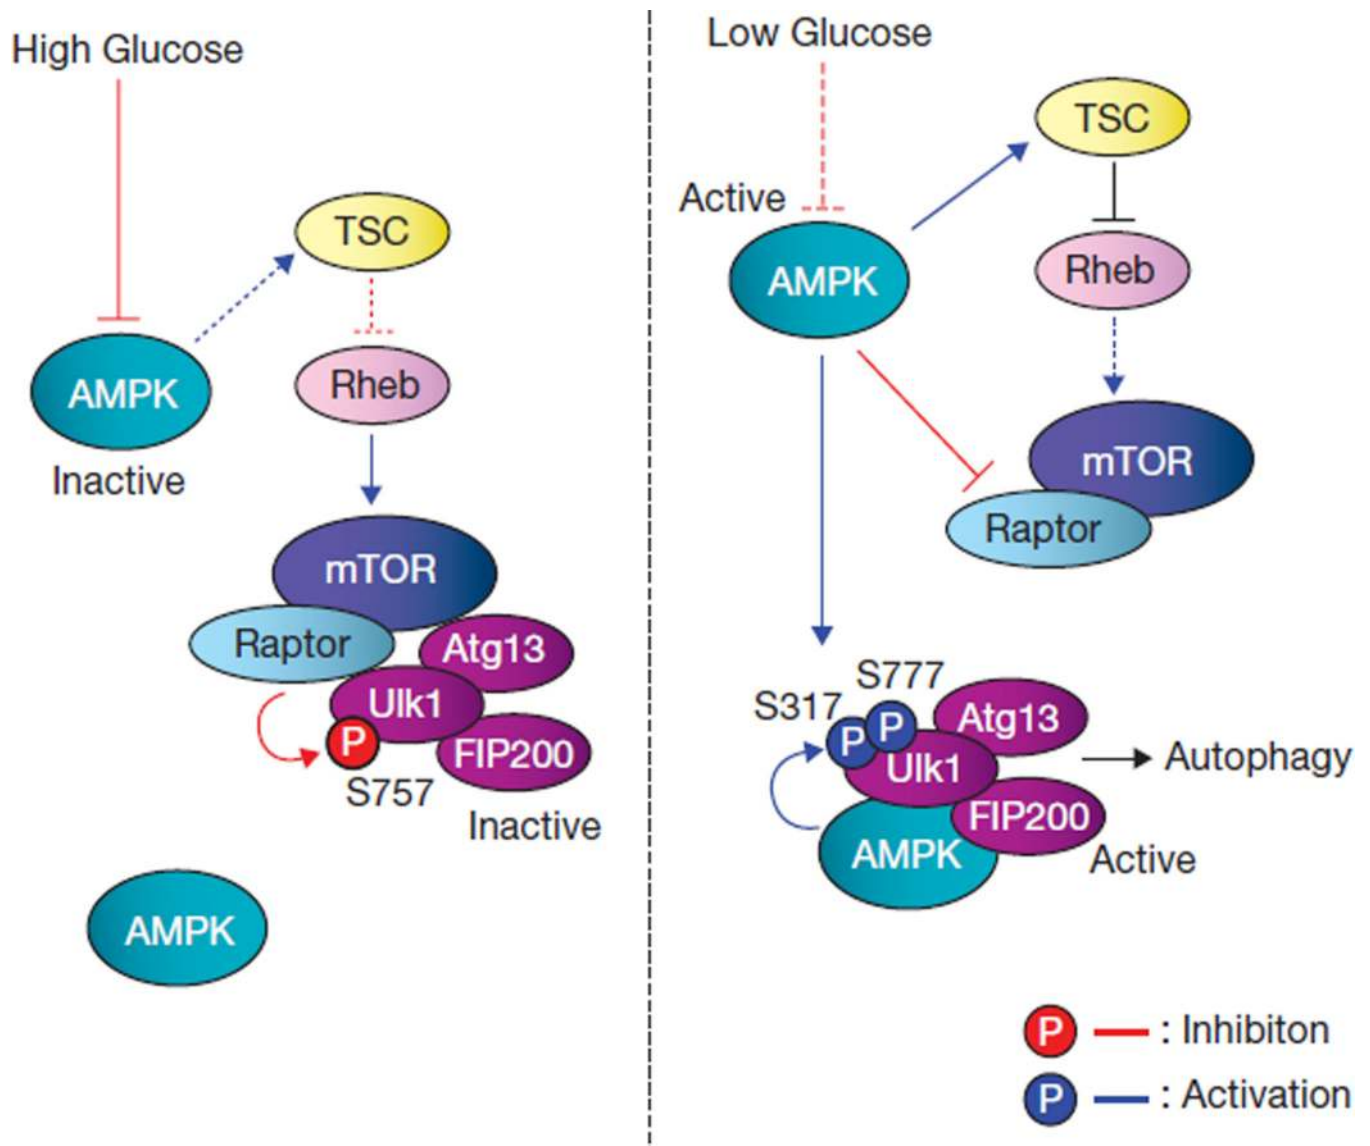 High Glucose
TSC
AMPK
Rheb
Inactive
mTOR
Raptor
Atg13
Ulk1
P
FIP200
S757
Inactive
AMPK
Low Glucose
TSC
Active
AMPK
Rheb
mTOR
Raptor
S777
S317
P
P
Atg13
Ulk1
Autophagy
FIP200
AMPK
Active
P : Inhibiton
P : Activation